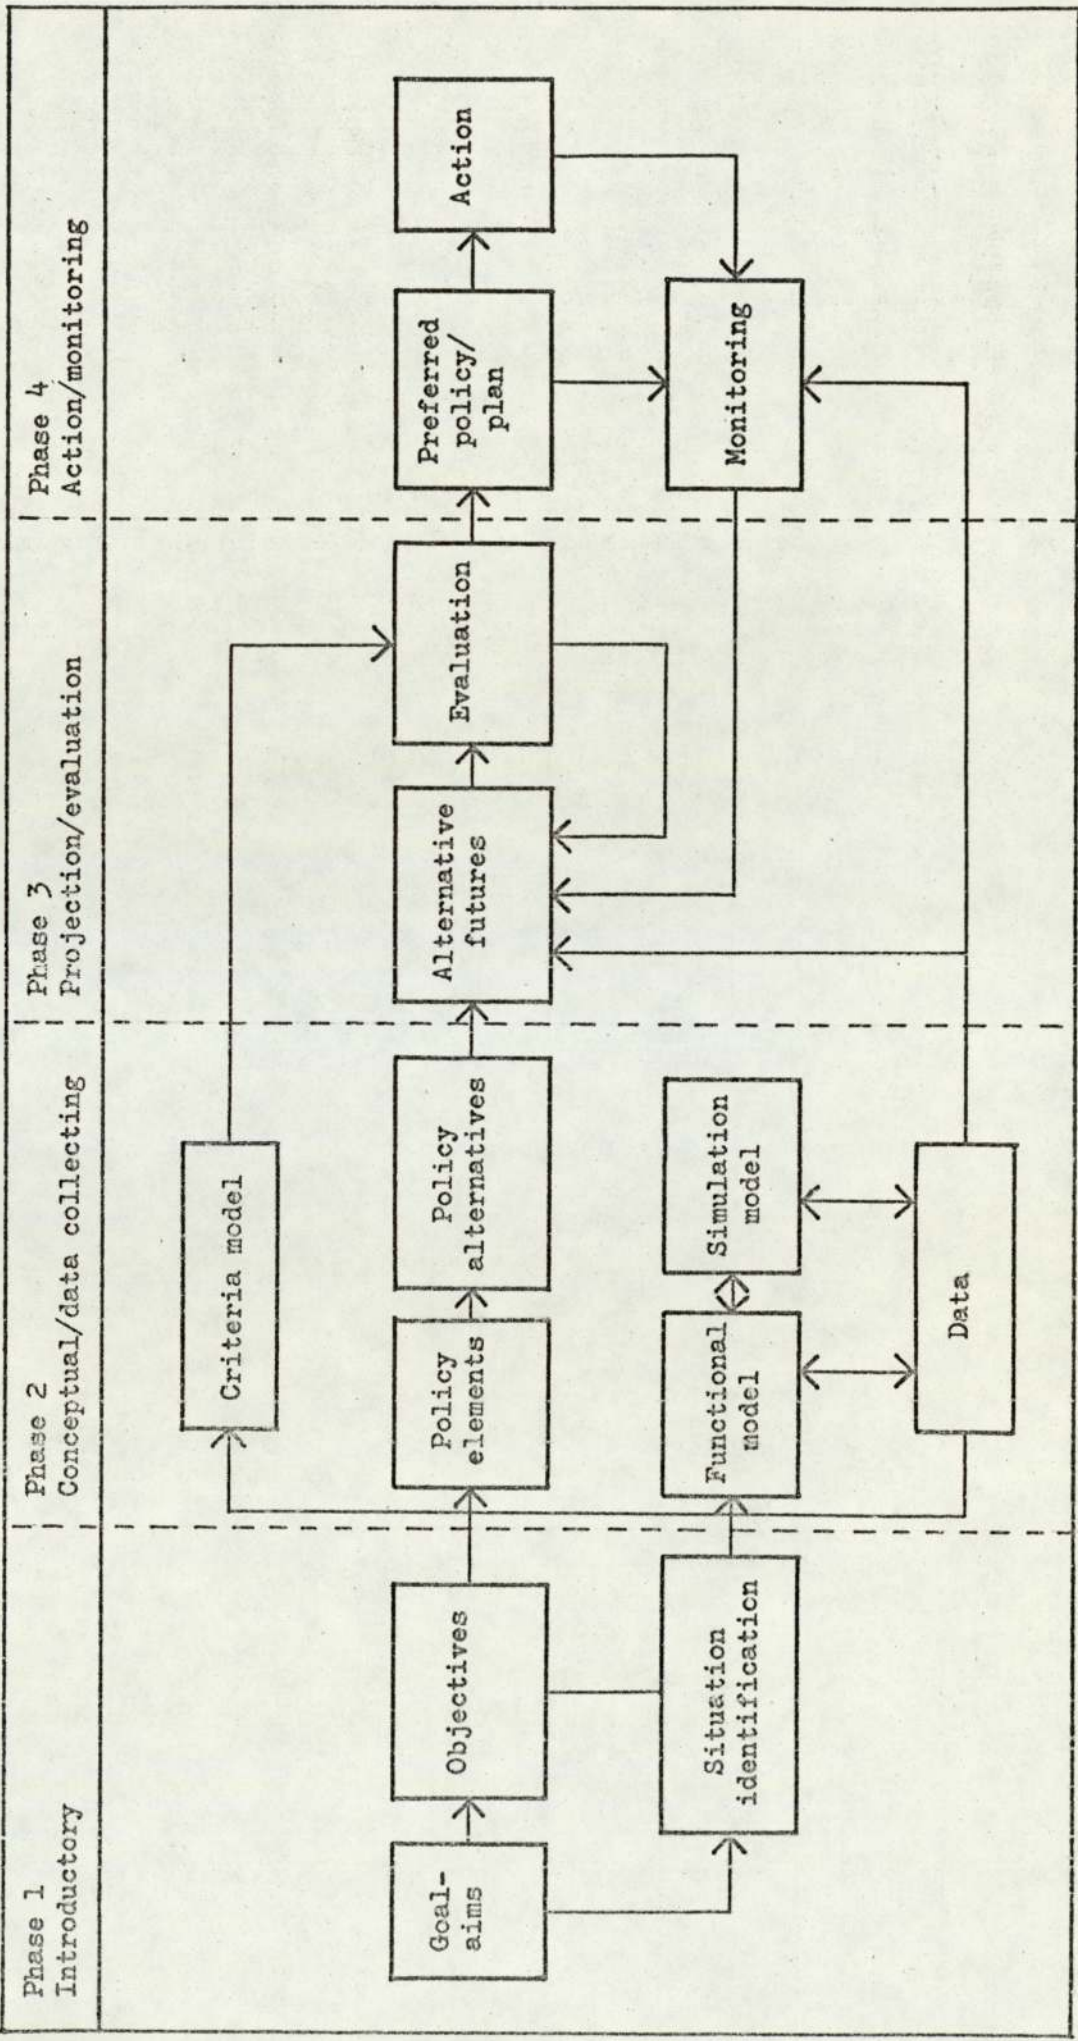 Phase 1
Introductory
Phase 2
Conceptual/data collecting
Phase 3
Projection/evaluation
Phase 4
Action/monitoring
Criteria model
Goal-
aims
Objectives
Policy
elements
Policy
alternatives
Alternative
futures
Evaluation
Preferred
policy/
plan
Action
Situation
identification
Functional
model
Simulation
model
Monitoring
Data